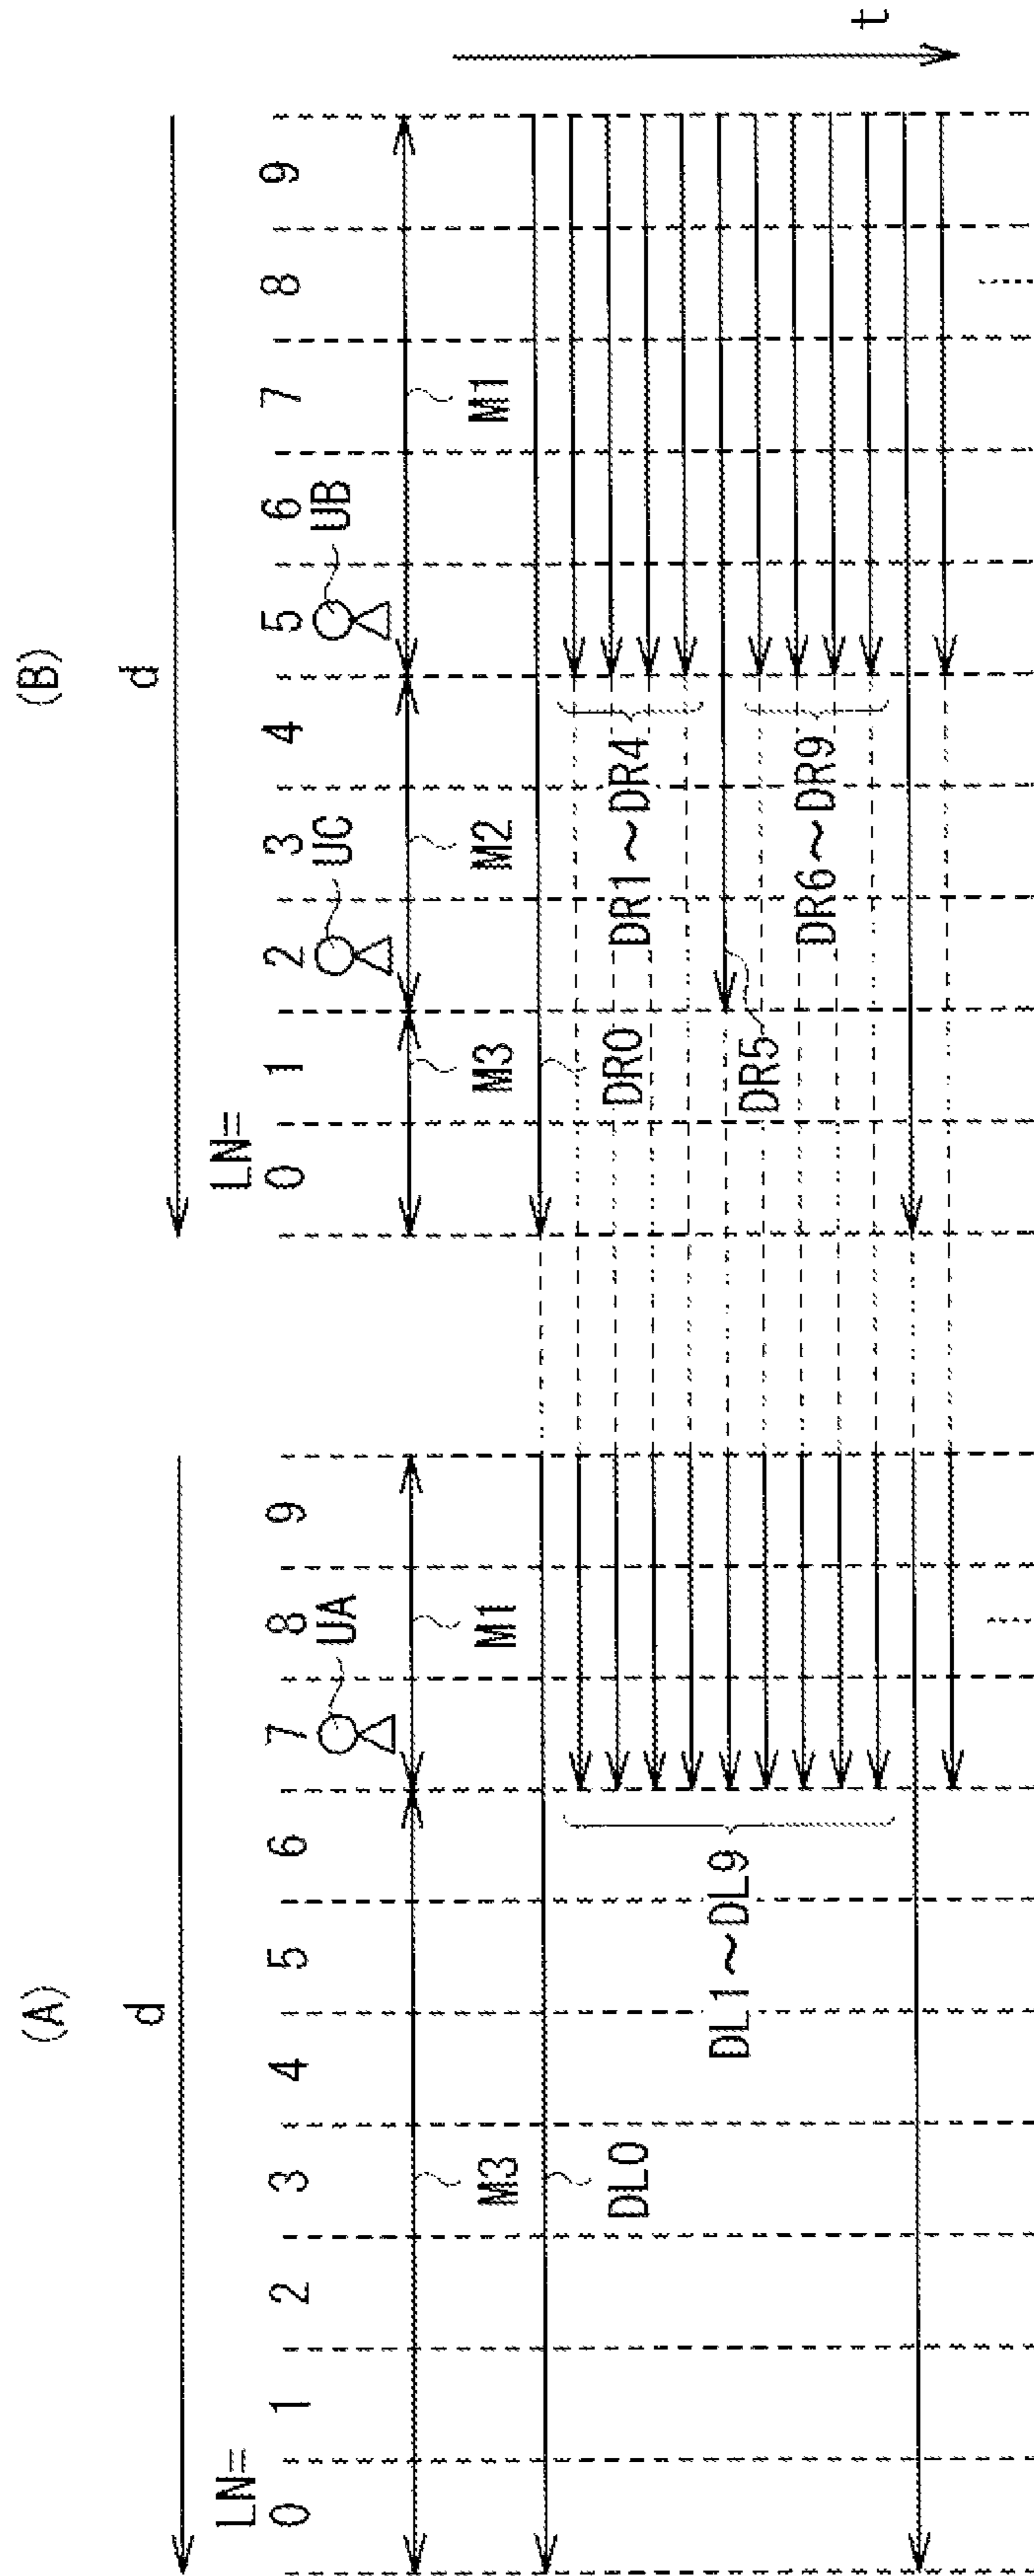 (A)
d
LN=
0 1 2 3 4 5 6 7 8 9
UA
M3
M1
DL0
DL1~DL9
(B)
d
LN=
0 1 2 3 4 5 6 7 8 9
UC
UB
M3
M2
M1
DR0
DR1~DR4
DR5
DR6~DR9
t